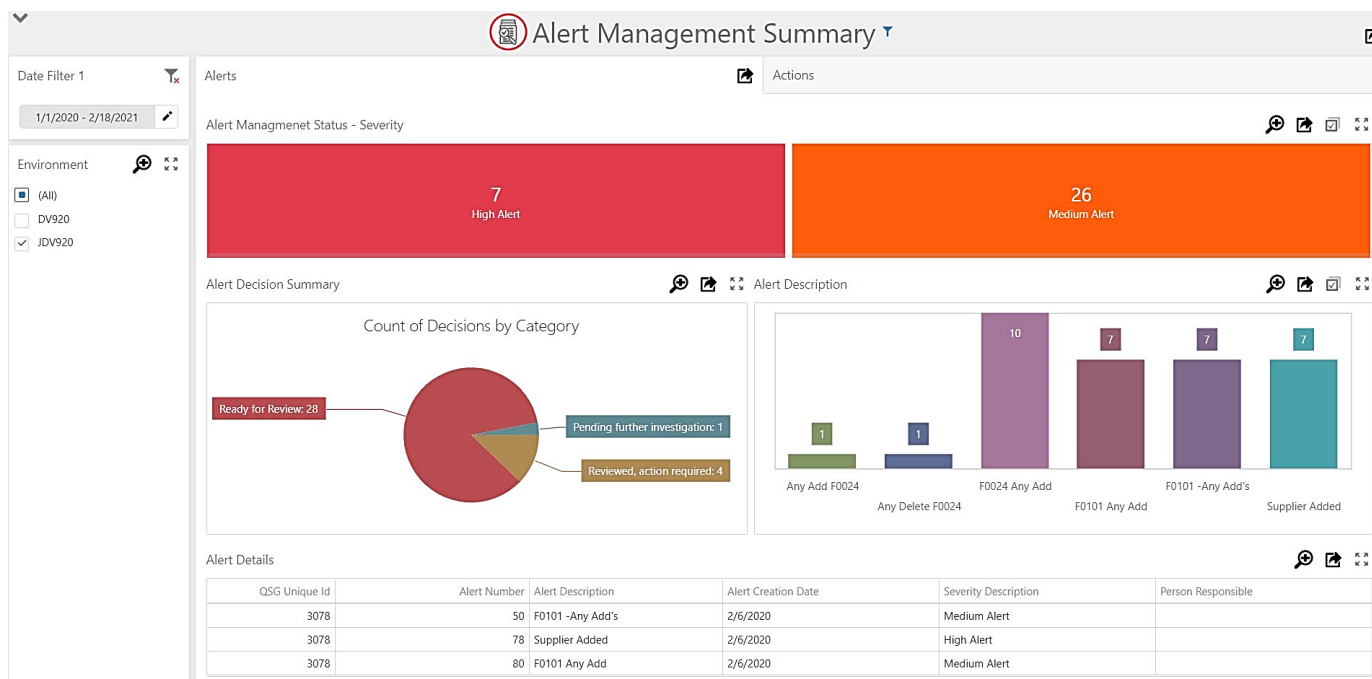 Alert Management Summary
Date Filter 1
1/1/2020 - 2/18/2021
Environment
(All)
DV920
JDV920
Alerts
Actions
Alert Managmenet Status - Severity
7
High Alert
26
Medium Alert
Alert Decision Summary
Count of Decisions by Category
Ready for Review: 28
Pending further investigation: 1
Reviewed, action required: 4
Alert Description
1
1
10
7
7
7
Any Add F0024
Any Delete F0024
F0024 Any Add
F0101 Any Add
F0101 -Any Add's
Supplier Added
Alert Details
QSG Unique Id Alert Number Alert Description Alert Creation Date Severity Description Person Responsible
3078 50 F0101 -Any Add's 2/6/2020 Medium Alert
3078 78 Supplier Added 2/6/2020 High Alert
3078 80 F0101 Any Add 2/6/2020 Medium Alert